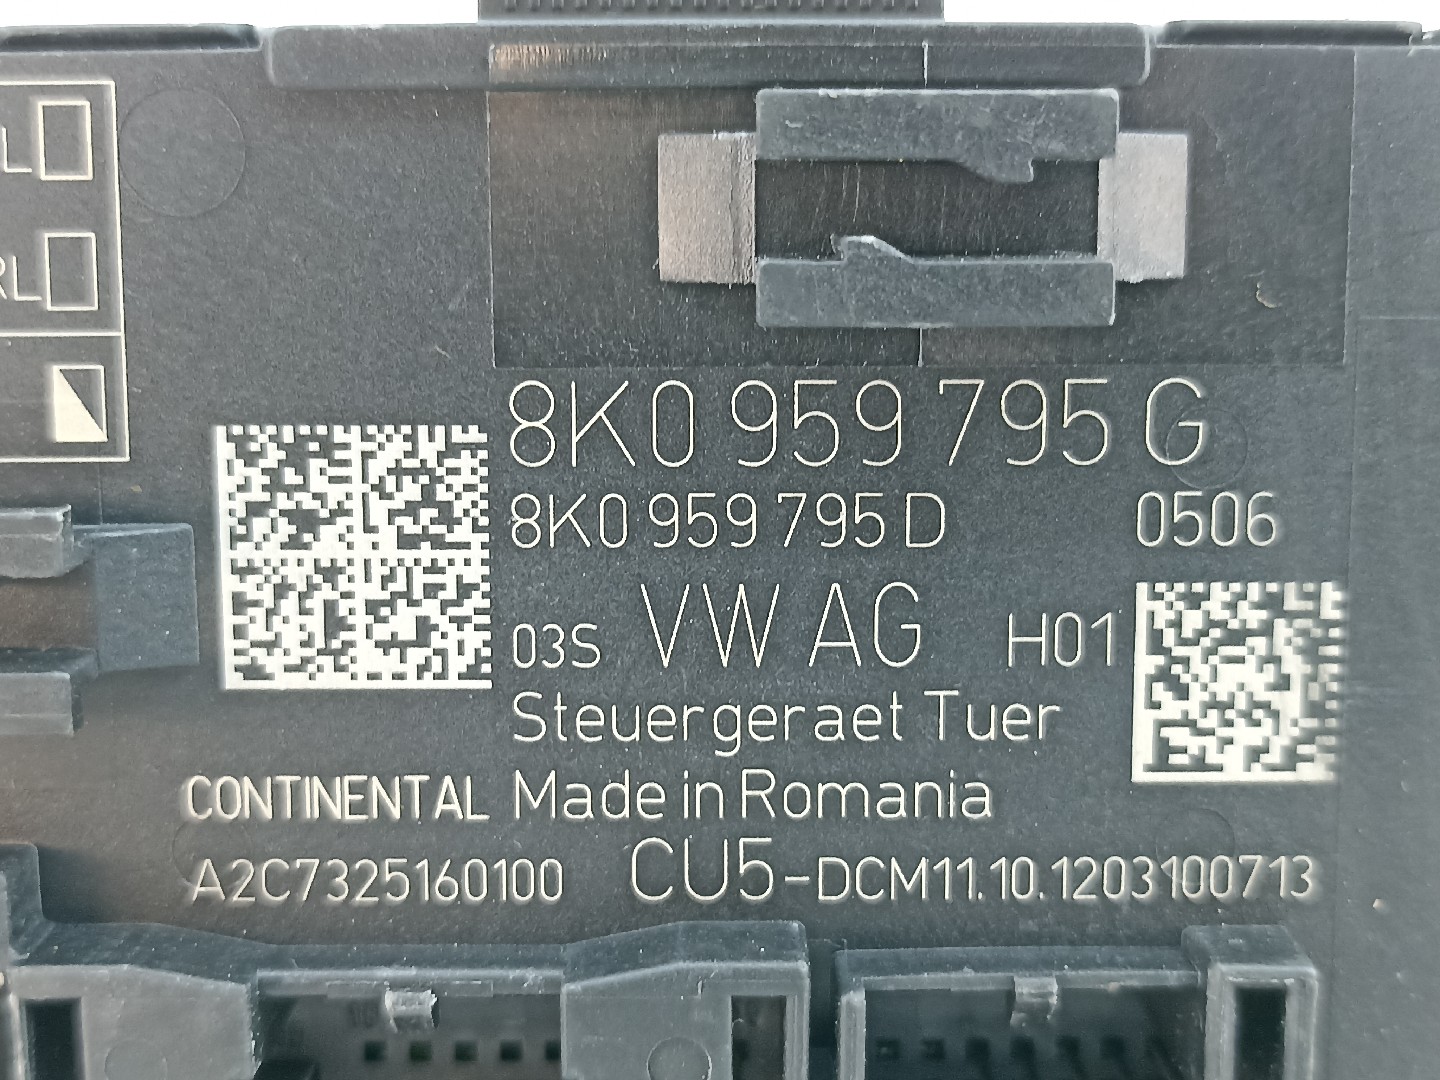 L
RL
8K0 959 795 G
8K0 959 795 D 0506
03S VW AG H01
Steuergeraet Tuer
CONTINENTAL Made in Romania
A2C7325160100 CU5-DCM11.10.1203100713